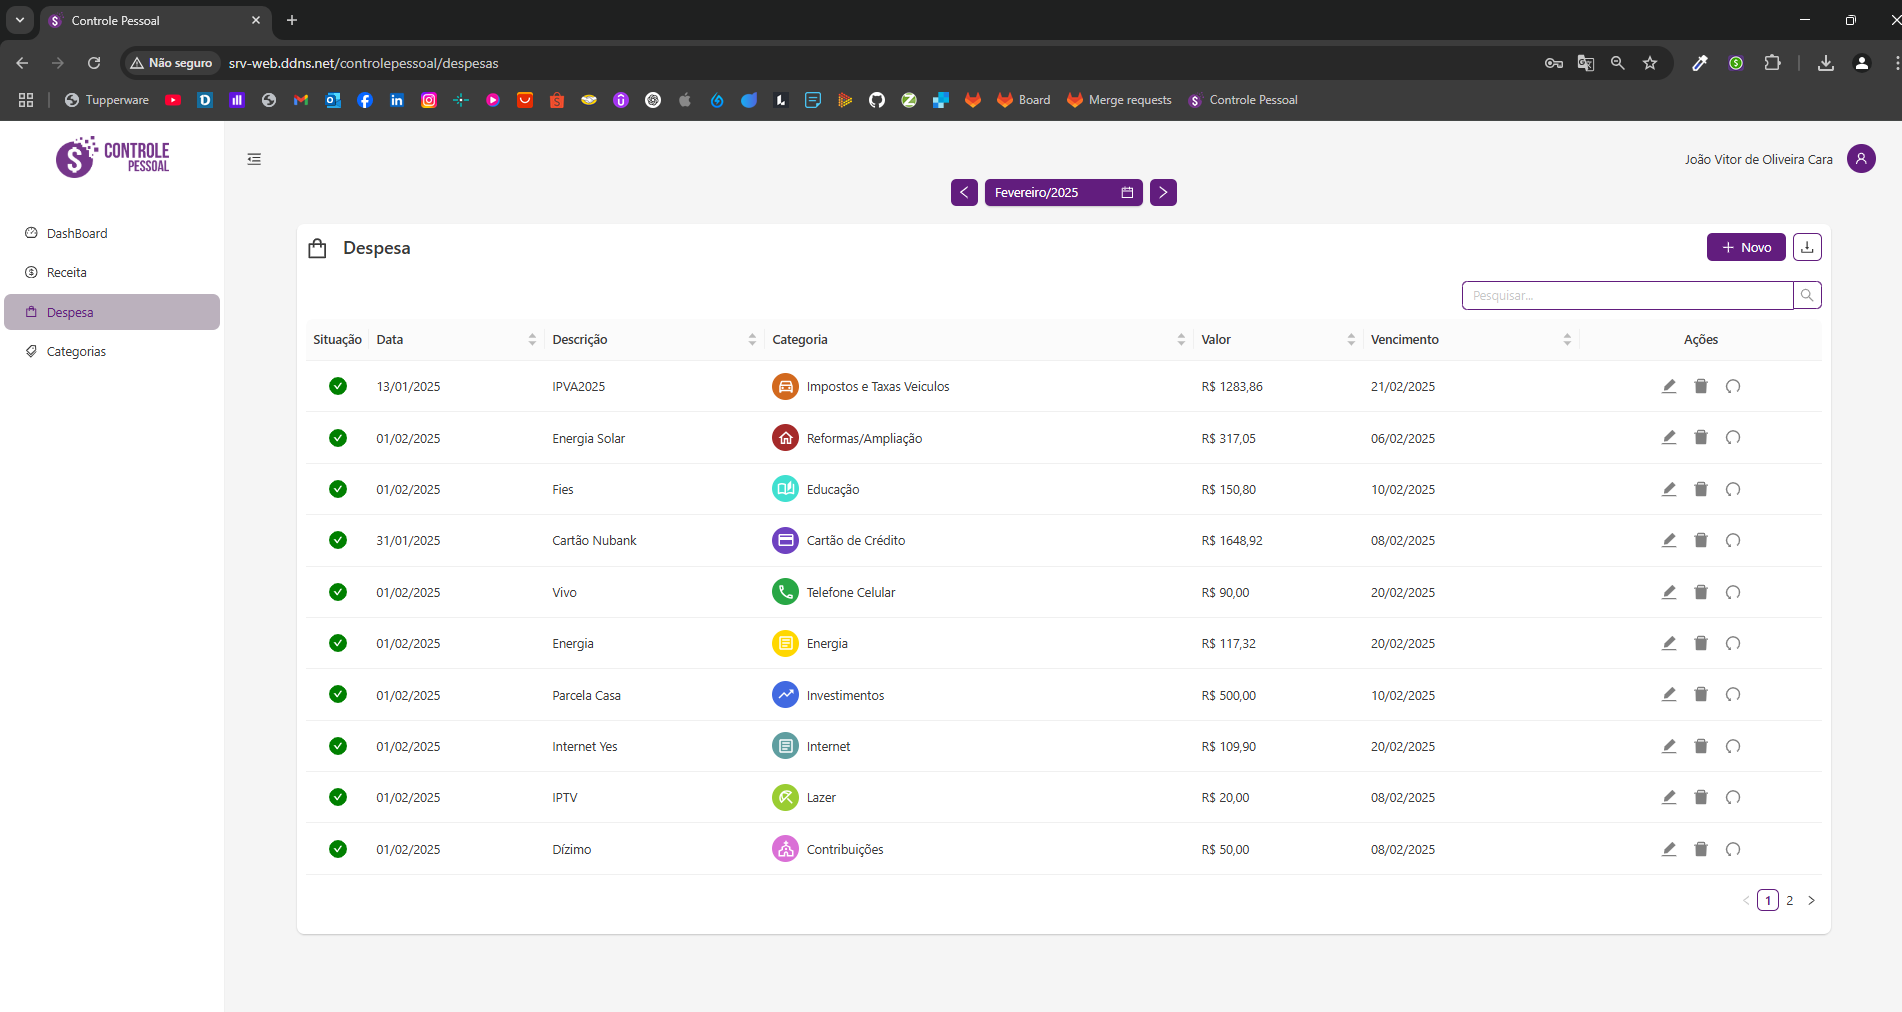 Controle Pessoal
Não seguro srv-web.ddns.net/controlepessoal/despesas
Tupperware Board Merge requests Controle Pessoal
CONTROLE
PESSOAL
João Vitor de Oliveira Cara
Fevereiro/2025
DashBoard
Receita
Despesa
Categorias
Despesa
+ Novo
Pesquisar...
Situação Data Descrição Categoria Valor Vencimento Ações
13/01/2025 IPVA2025 Impostos e Taxas Veiculos R$ 1283,86 21/02/2025
01/02/2025 Energia Solar Reformas/Ampliação R$ 317,05 06/02/2025
01/02/2025 Fies Educação R$ 150,80 10/02/2025
31/01/2025 Cartão Nubank Cartão de Crédito R$ 1648,92 08/02/2025
01/02/2025 Vivo Telefone Celular R$ 90,00 20/02/2025
01/02/2025 Energia Energia R$ 117,32 20/02/2025
01/02/2025 Parcela Casa Investimentos R$ 500,00 10/02/2025
01/02/2025 Internet Yes Internet R$ 109,90 20/02/2025
01/02/2025 IPTV Lazer R$ 20,00 08/02/2025
01/02/2025 Dízimo Contribuições R$ 50,00 08/02/2025
1 2